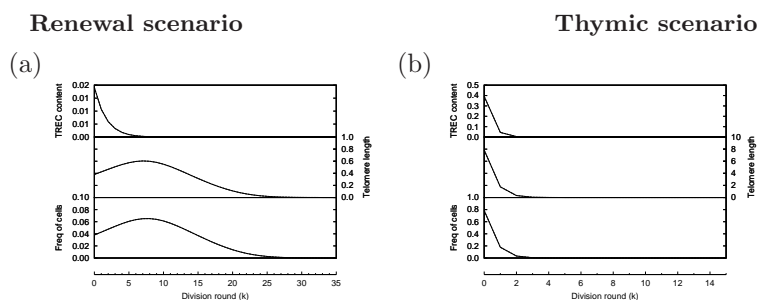 Renewal scenario
Thymic scenario
(a)
(b)
TREC content
0.02
0.01
0.01
0.01
0.00
Telomere length
1.0
0.8
0.6
0.4
0.2
0.0
Freq of cells
0.10
0.08
0.06
0.04
0.02
0.00
0 5 10 15 20 25 30 35
Division round (k)
TREC content
0.5
0.4
0.3
0.2
0.1
0.0
Telomere length
10
8
6
4
2
0
Freq of cells
1.0
0.8
0.6
0.4
0.2
0.0
0 2 4 6 8 10 12 14
Division round (k)